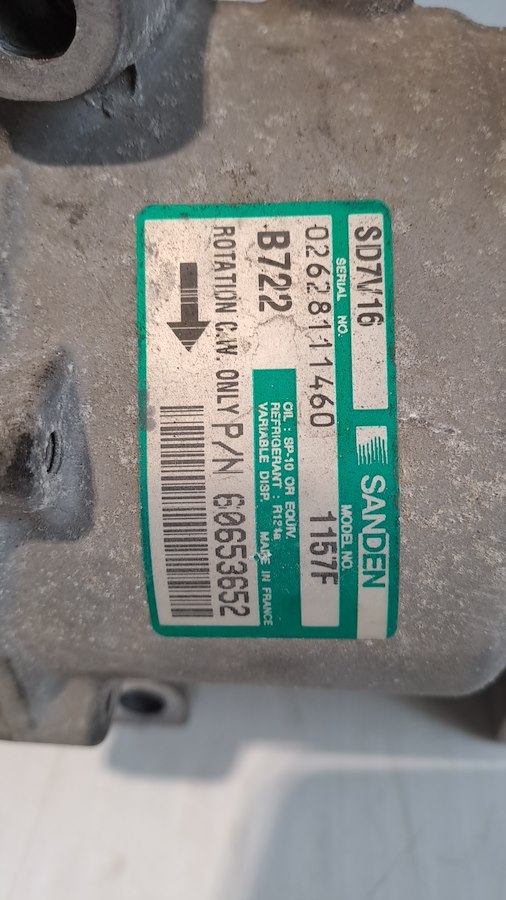 SD7V16
SANDEN
SERIAL NO.
MODEL NO.
02628111460
1157F
B722
OIL : SP-10 OR EQUIV.
REFRIGERANT : R134a
VARIABLE DISP. MADE IN FRANCE
ROTATION C.W ONLY P/N 60653652